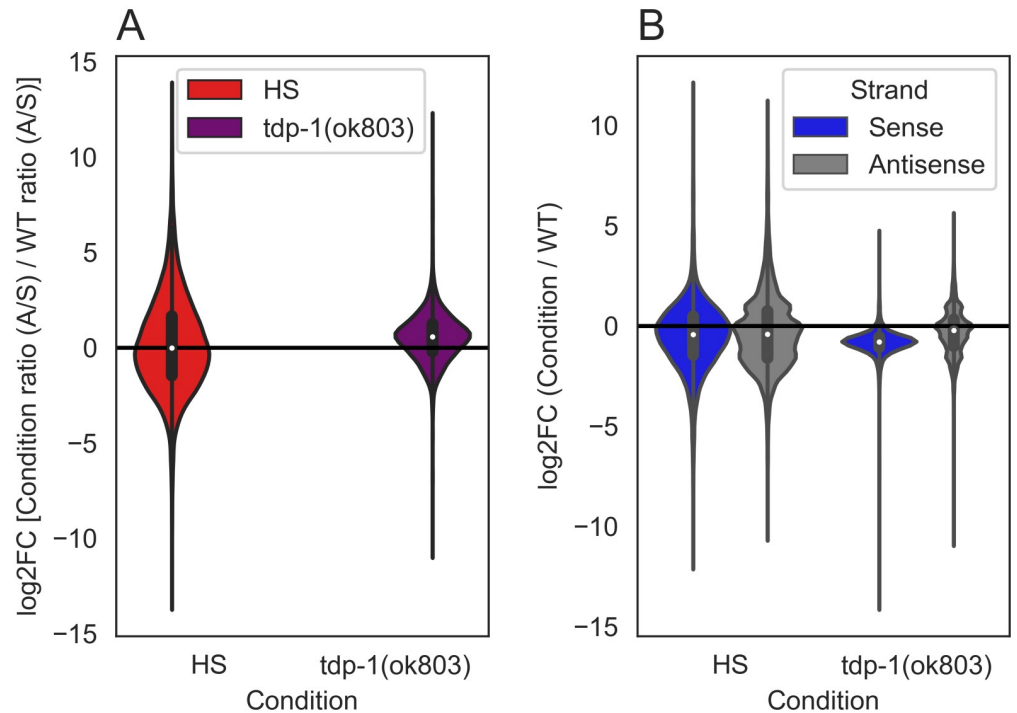 A
log2FC [Condition ratio (A/S) / WT ratio (A/S)]
15
10
5
0
−5
−10
−15
HS
tdp-1(ok803)
HS
tdp-1(ok803)
Condition
B
log2FC (Condition / WT)
10
5
0
−5
−10
−15
Strand
Sense
Antisense
HS
tdp-1(ok803)
Condition